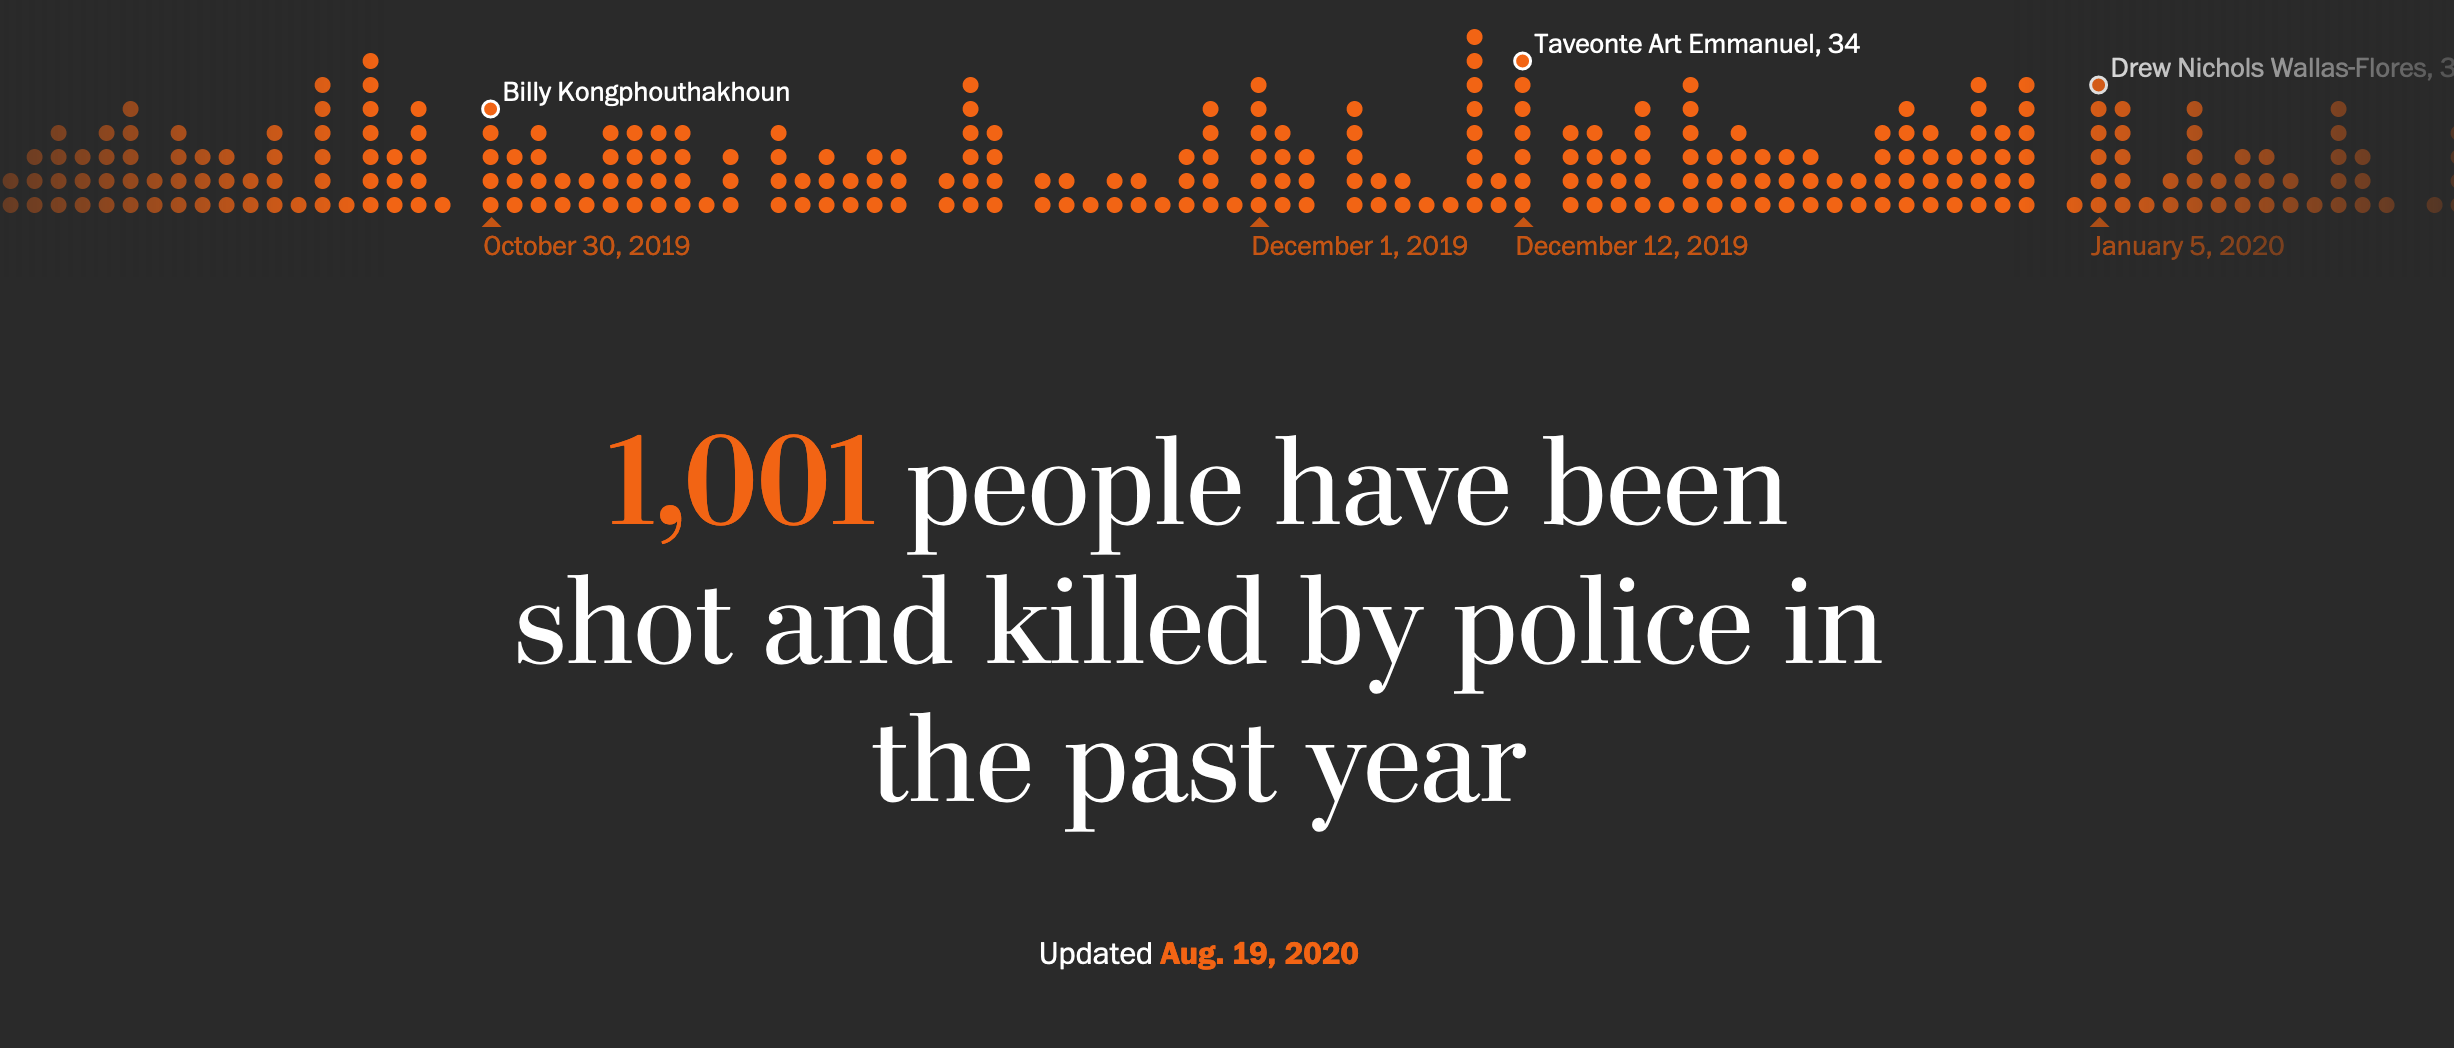 Taveonte Art Emmanuel, 34
Drew Nichols Wallas-Flores, 3
Billy Kongphouthakhoun
October 30, 2019
December 1, 2019
December 12, 2019
January 5, 2020
1,001 people have been
shot and killed by police in
the past year
Updated Aug. 19, 2020